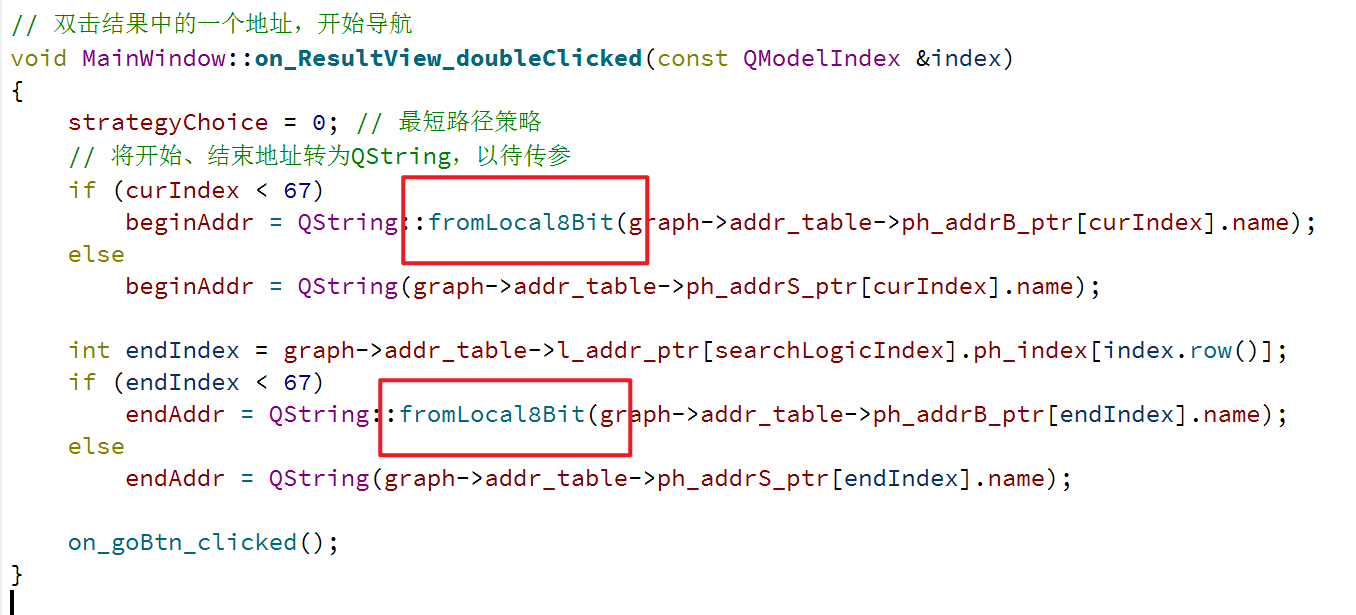 // 双击结果中的一个地址，开始导航
void MainWindow::on_ResultView_doubleClicked(const QModelIndex &index)
{
    strategyChoice = 0; // 最短路径策略
    // 将开始、结束地址转为QString，以待传参
    if (curIndex < 67)
        beginAddr = QString::fromLocal8Bit(graph->addr_table->ph_addrB_ptr[curIndex].name);
    else
        beginAddr = QString(graph->addr_table->ph_addrS_ptr[curIndex].name);

    int endIndex = graph->addr_table->l_addr_ptr[searchLogicIndex].ph_index[index.row()];
    if (endIndex < 67)
        endAddr = QString::fromLocal8Bit(graph->addr_table->ph_addrB_ptr[endIndex].name);
    else
        endAddr = QString(graph->addr_table->ph_addrS_ptr[endIndex].name);

    on_goBtn_clicked();
}